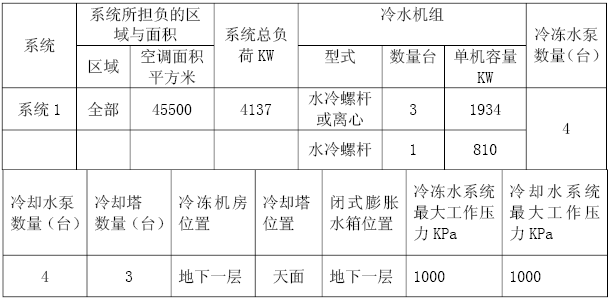 系统
系统所担负的区
域与面积
区域
空调面积
平方米
系统总负
荷 KW
冷水机组
型式
数量台
单机容量
KW
冷冻水泵
数量（台）
系统 1
全部
45500
4137
水冷螺杆
或离心
3
1934
4
水冷螺杆
1
810
冷却水泵
数量（台）
冷却塔
数量（台）
冷冻机房
位置
冷却塔
位置
闭式膨胀
水箱位置
冷冻水系统
最大工作压
力 KPa
冷却水系统
最大工作压
力 KPa
4
3
地下一层
天面
地下一层
1000
1000